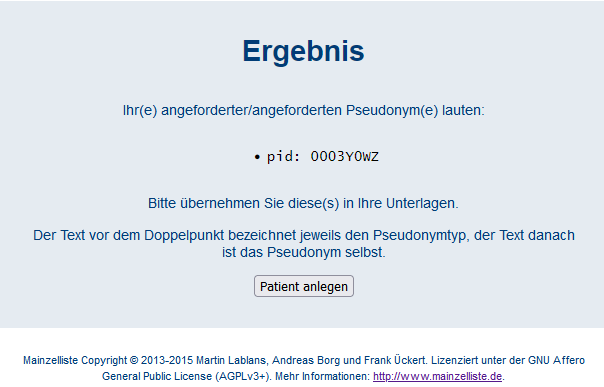 Ergebnis
Ihr(e) angeforderter/angeforderten Pseudonym(e) lauten:
• pid: 0003Y0WZ
Bitte übernehmen Sie diese(s) in Ihre Unterlagen.
Der Text vor dem Doppelpunkt bezeichnet jeweils den Pseudonymtyp, der Text danach
ist das Pseudonym selbst.
Patient anlegen
Mainzelliste Copyright © 2013-2015 Martin Lablans, Andreas Borg und Frank Ückert. Lizenziert unter der GNU Affero
General Public License (AGPLv3+). Mehr Informationen: http://www.mainzelliste.de.